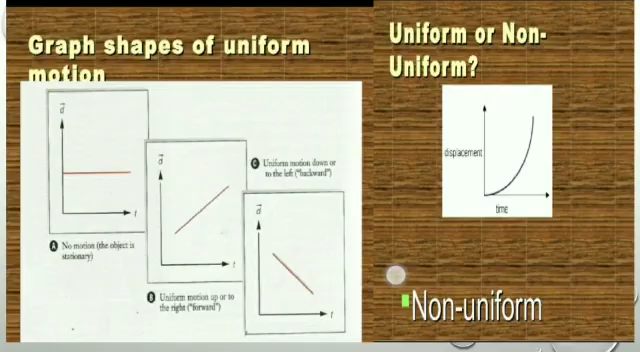 Graph shapes of uniform
motion
d
t
A No motion (the object is
stationary)
d
t
B Uniform motion up or to
the right ("forward")
C Uniform motion down or
to the left ("backward")
d
t
Uniform or Non-
Uniform?
displacement
time
Non-uniform